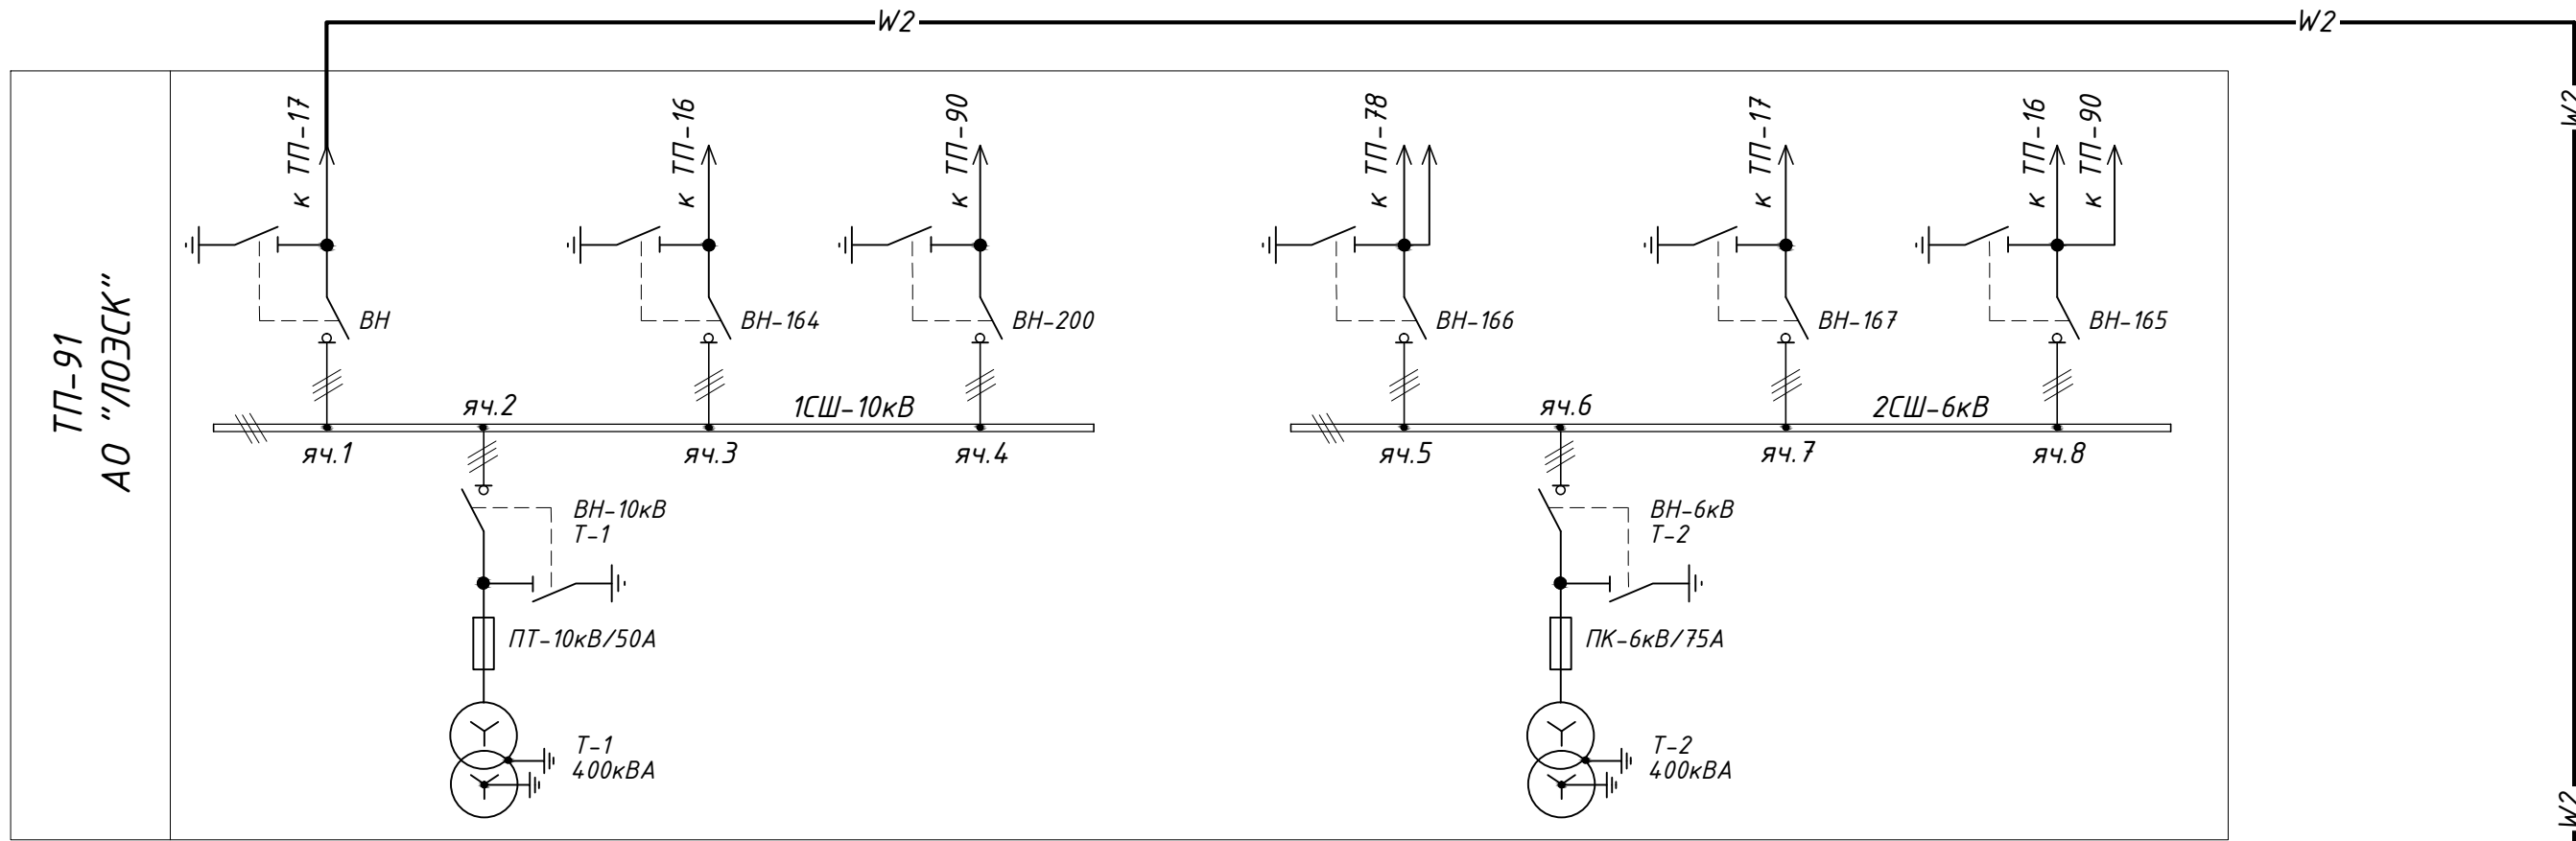 W2
W2
W2
W2
ТП-91
АО "ЛОЭСК"
к ТП-17
к ТП-16
к ТП-90
к ТП-78
к ТП-17
к ТП-16
к ТП-90
ВН
ВН-164
ВН-200
ВН-166
ВН-167
ВН-165
яч.2
1СШ-10кВ
яч.6
2СШ-6кВ
яч.1
яч.3
яч.4
яч.5
яч.7
яч.8
ВН-10кВ
Т-1
ВН-6кВ
Т-2
ПТ-10кВ/50А
ПК-6кВ/75А
Т-1
400кВА
Т-2
400кВА